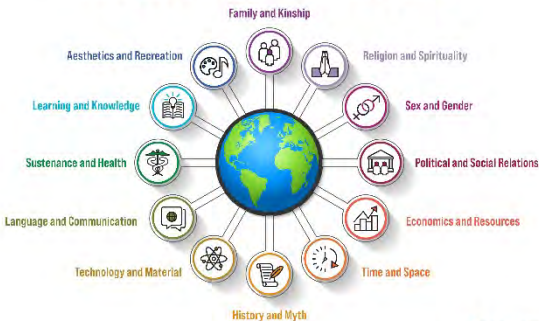 Family and Kinship
Aesthetics and Recreation
Religion and Spirituality
Learning and Knowledge
Sex and Gender
Sustenance and Health
Political and Social Relations
Language and Communication
Economics and Resources
Technology and Material
Time and Space
History and Myth